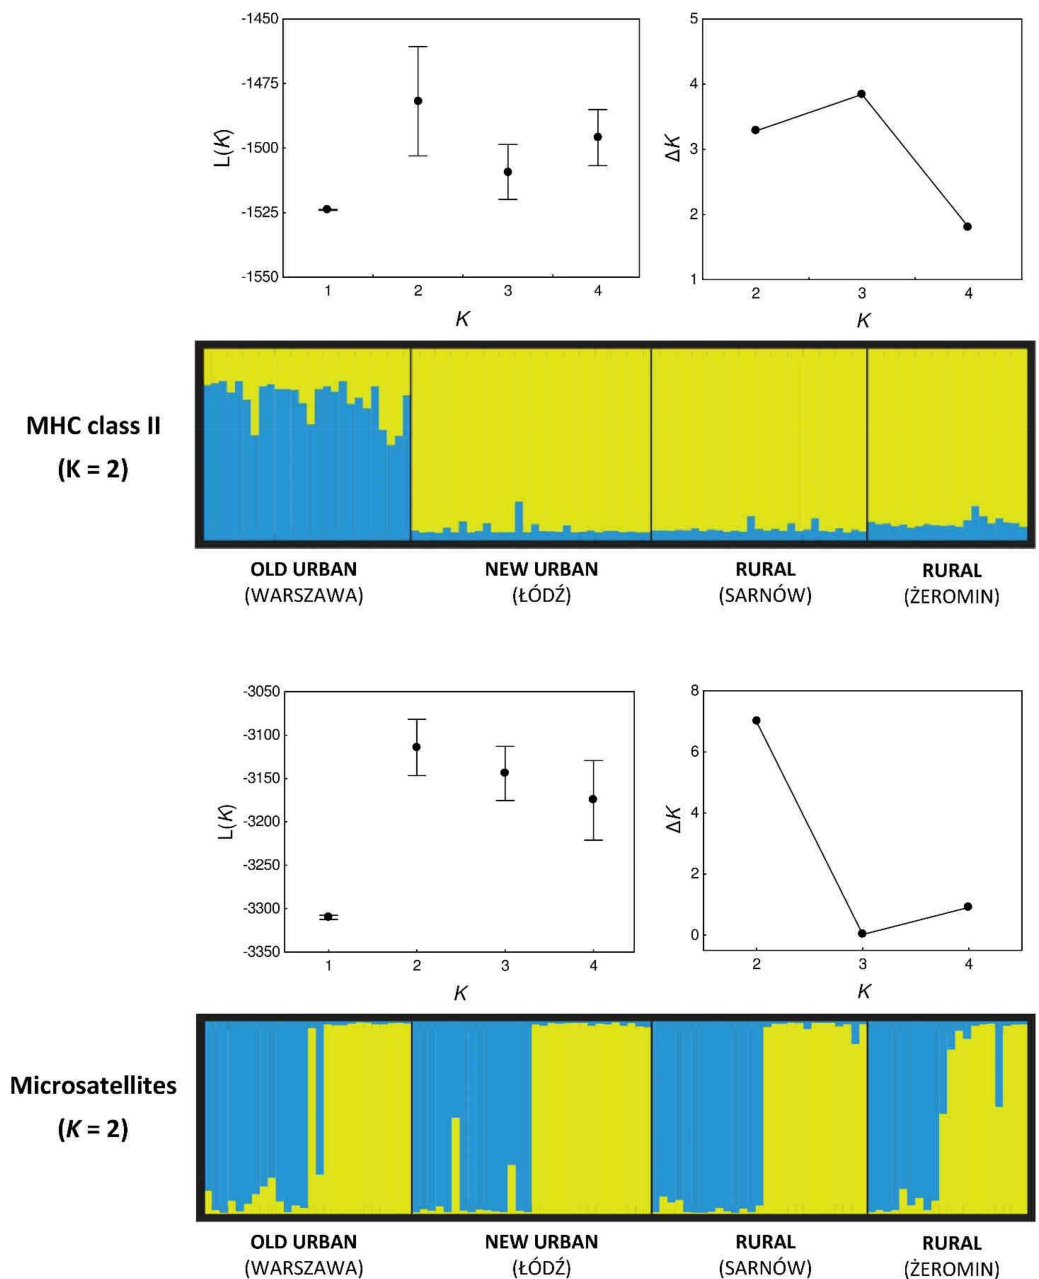 -1450
-1475
-1500
-1525
-1550
L(K)
1 2 3 4
K
5
4
3
2
1
ΔK
2 3 4
K
MHC class II
(K = 2)
OLD URBAN
(WARSZAWA)
NEW URBAN
(ŁÓDŹ)
RURAL
(SARNÓW)
RURAL
(ŻEROMIN)
-3050
-3100
-3150
-3200
-3250
-3300
-3350
L(K)
1 2 3 4
K
8
6
4
2
0
ΔK
2 3 4
K
Microsatellites
(K = 2)
OLD URBAN
(WARSZAWA)
NEW URBAN
(ŁÓDŹ)
RURAL
(SARNÓW)
RURAL
(ŻEROMIN)